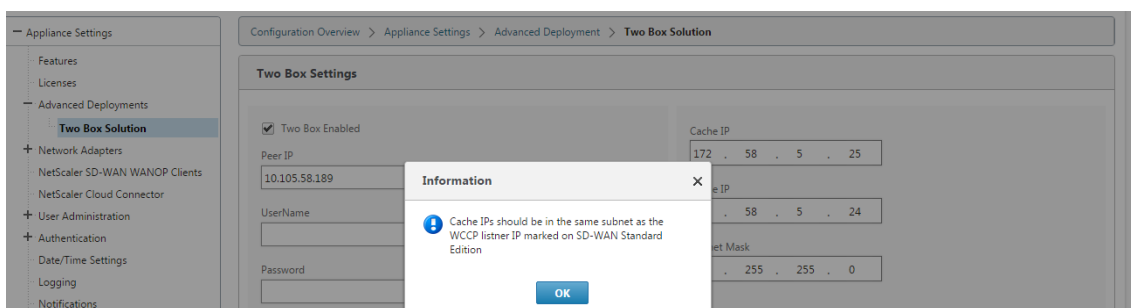 Appliance Settings
Configuration Overview > Appliance Settings > Advanced Deployment > Two Box Solution
Features
Licenses
Advanced Deployments
Two Box Solution
Network Adapters
NetScaler SD-WAN WANOP Clients
NetScaler Cloud Connector
User Administration
Authentication
Date/Time Settings
Logging
Notifications
Two Box Settings
Two Box Enabled
Peer IP
10.105.58.189
UserName
Password
Cache IP
172 . 58 . 5 . 25
e IP
. 58 . 5 . 24
et Mask
. 255 . 255 . 0
Information
Cache IPs should be in the same subnet as the
WCCP listner IP marked on SD-WAN Standard
Edition
OK